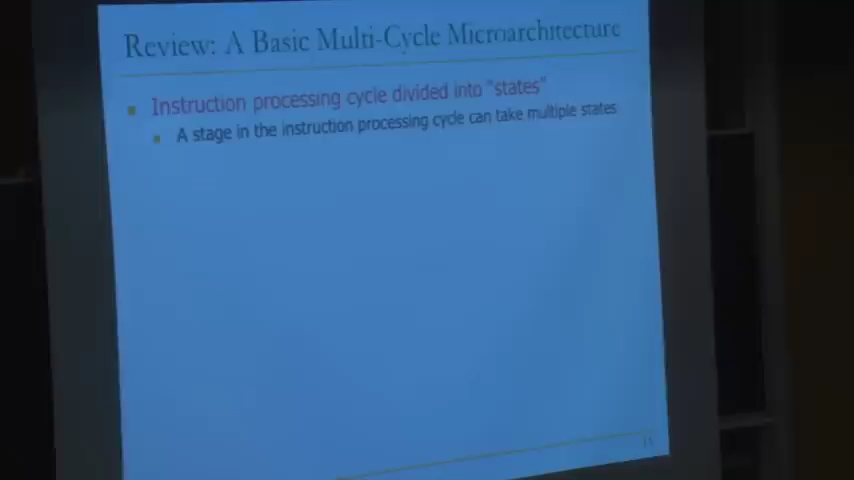 Review: A Basic Multi-Cycle Microarchitecture
Instruction processing cycle divided into "states"
A stage in the instruction processing cycle can take multiple states